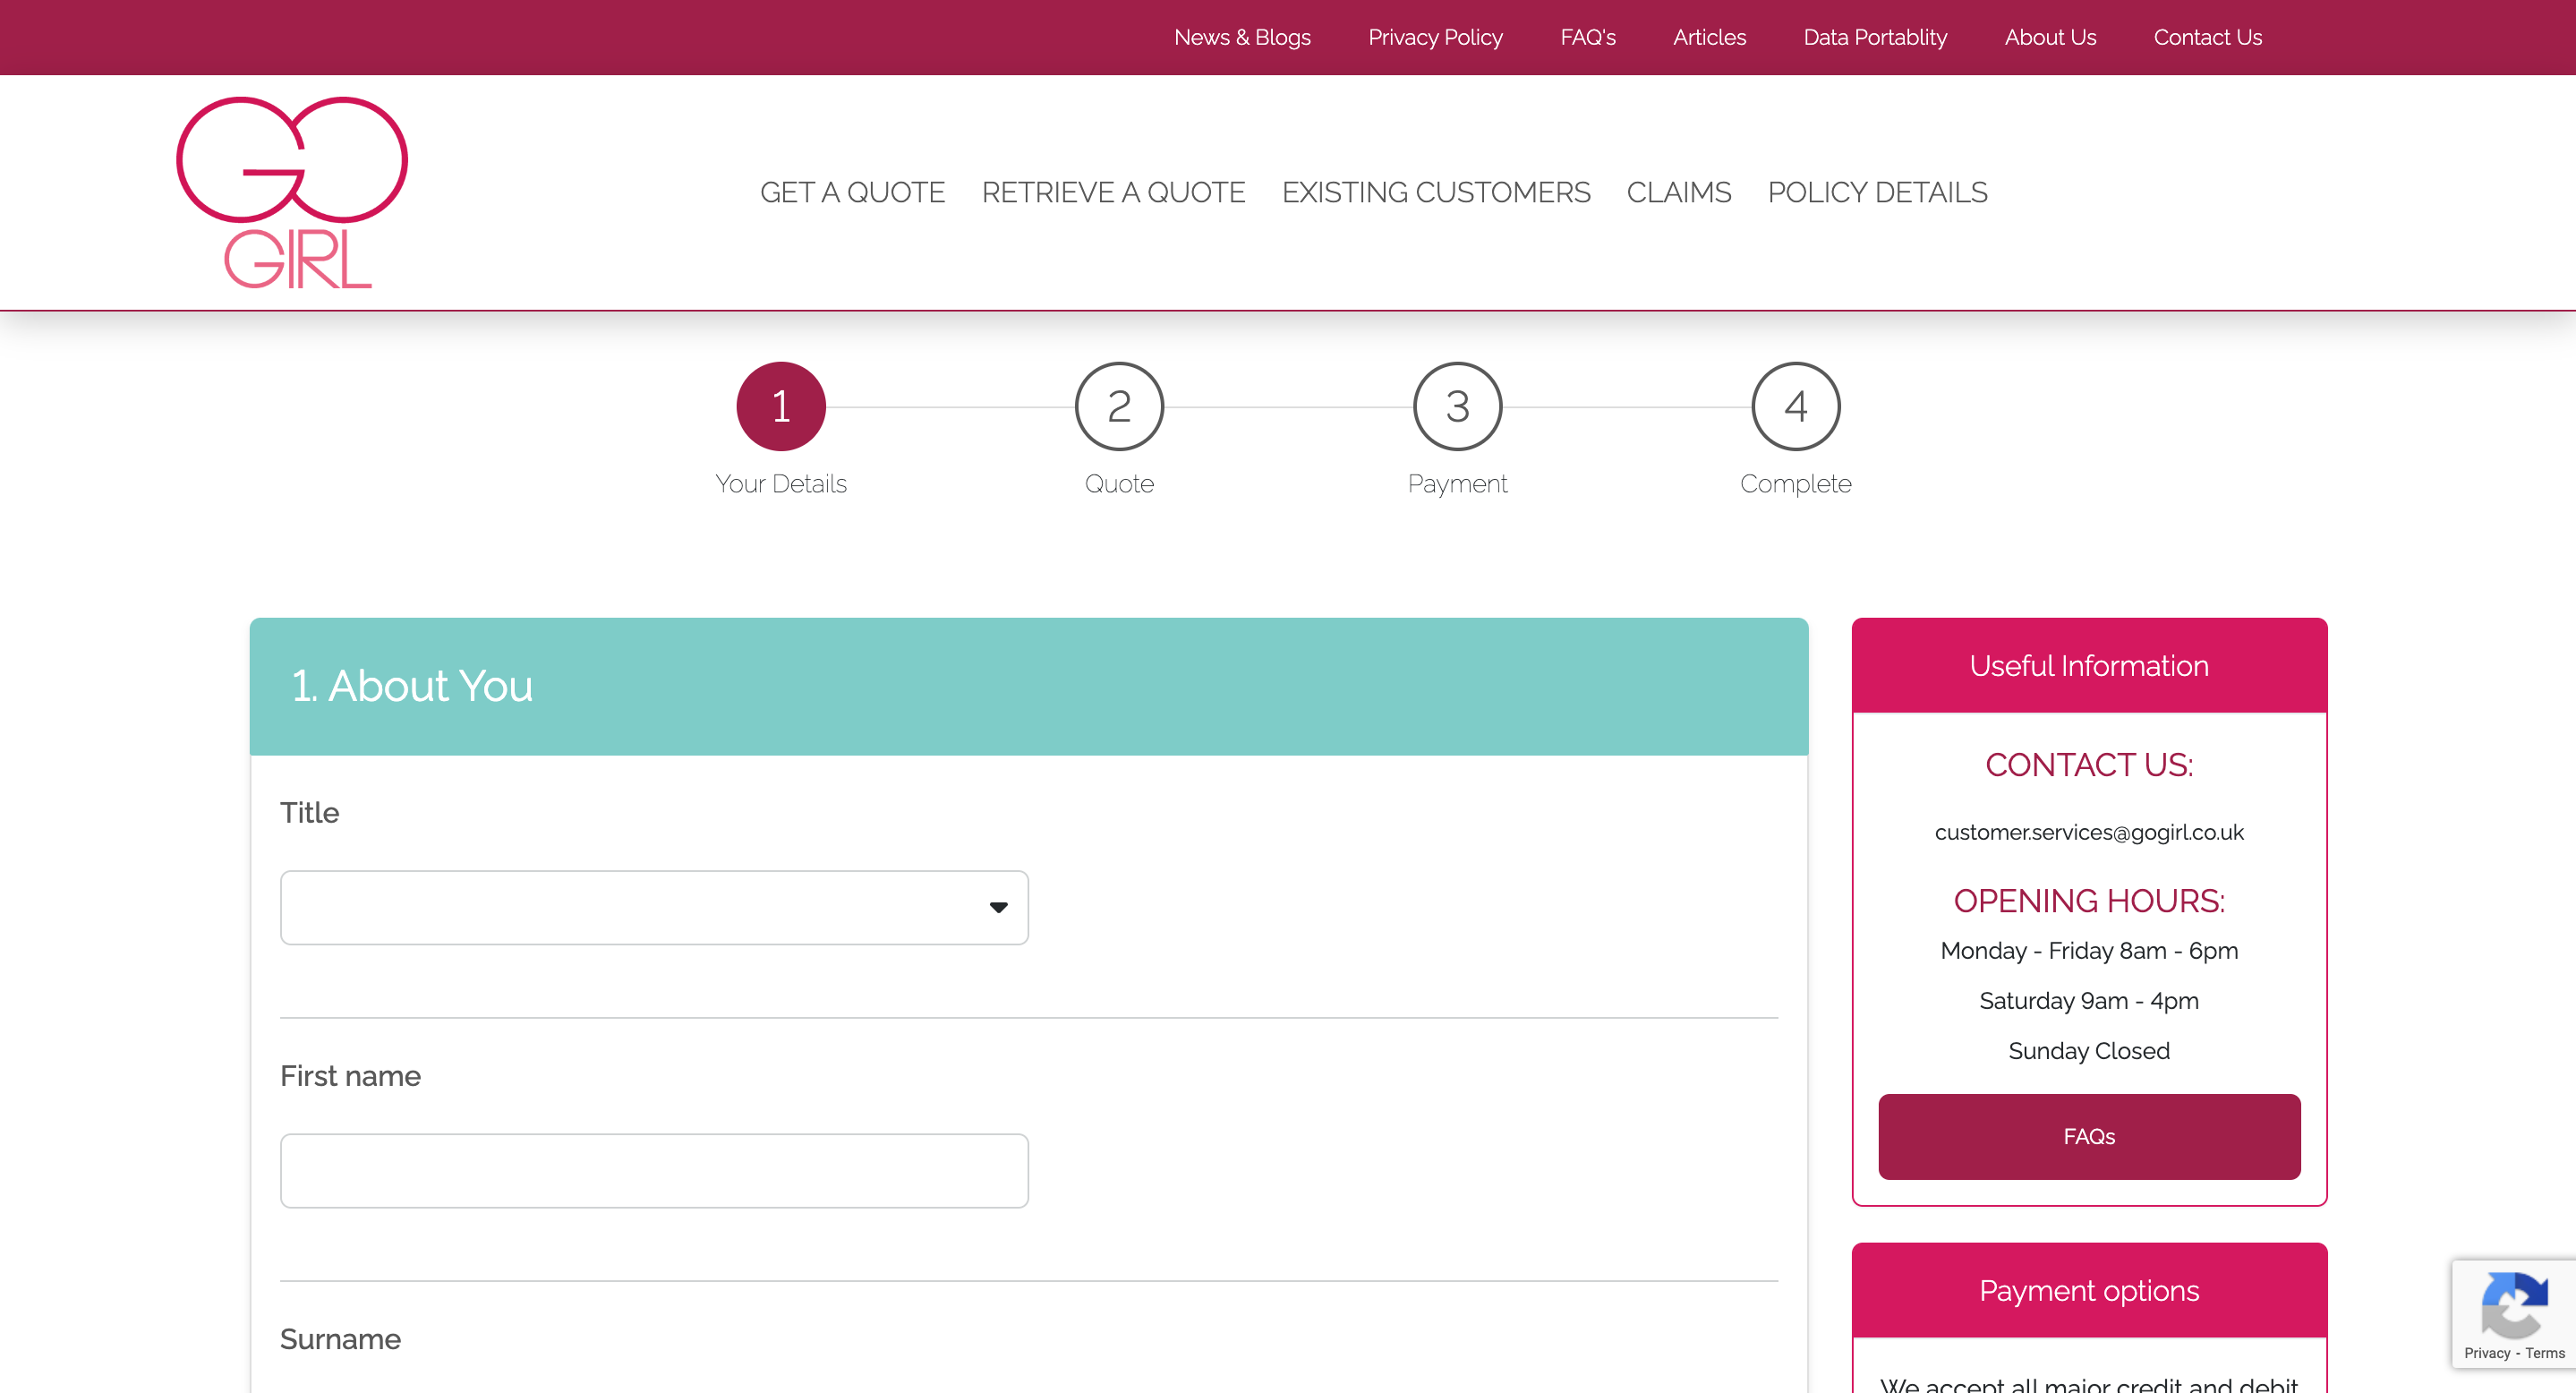 News & Blogs Privacy Policy FAQ's Articles Data Portablity About Us Contact Us
GO
GIRL
GET A QUOTE RETRIEVE A QUOTE EXISTING CUSTOMERS CLAIMS POLICY DETAILS
1 2 3 4
Your Details Quote Payment Complete
1. About You
Title
First name
Surname
Useful Information
CONTACT US:
customer.services@gogirl.co.uk
OPENING HOURS:
Monday - Friday 8am - 6pm
Saturday 9am - 4pm
Sunday Closed
FAQs
Payment options
We accept all major credit and debit
Privacy - Terms